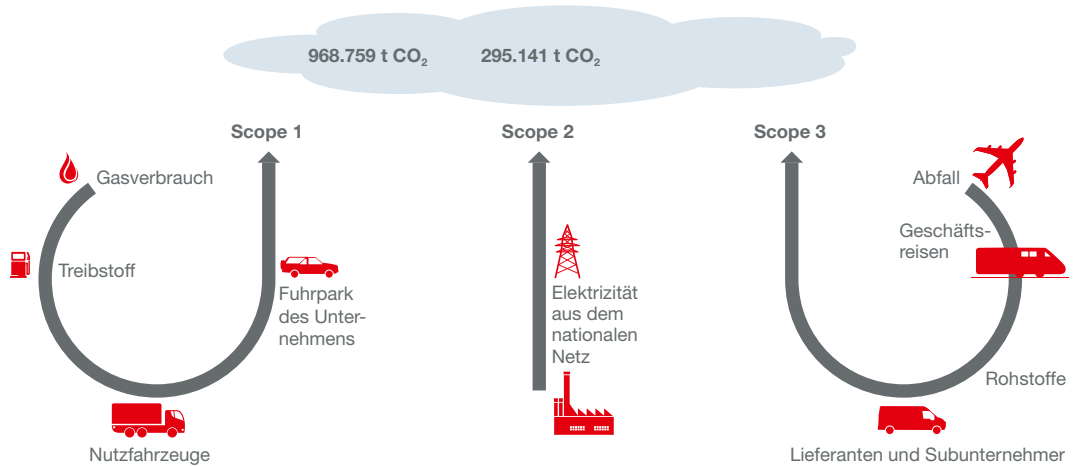 968.759 t CO₂
295.141 t CO₂
Scope 1
Scope 2
Scope 3
Gasverbrauch
Treibstoff
Nutzfahrzeuge
Fuhrpark
des Unter-
nehmens
Elektrizität
aus dem
nationalen
Netz
Abfall
Geschäfts-
reisen
Rohstoffe
Lieferanten und Subunternehmer